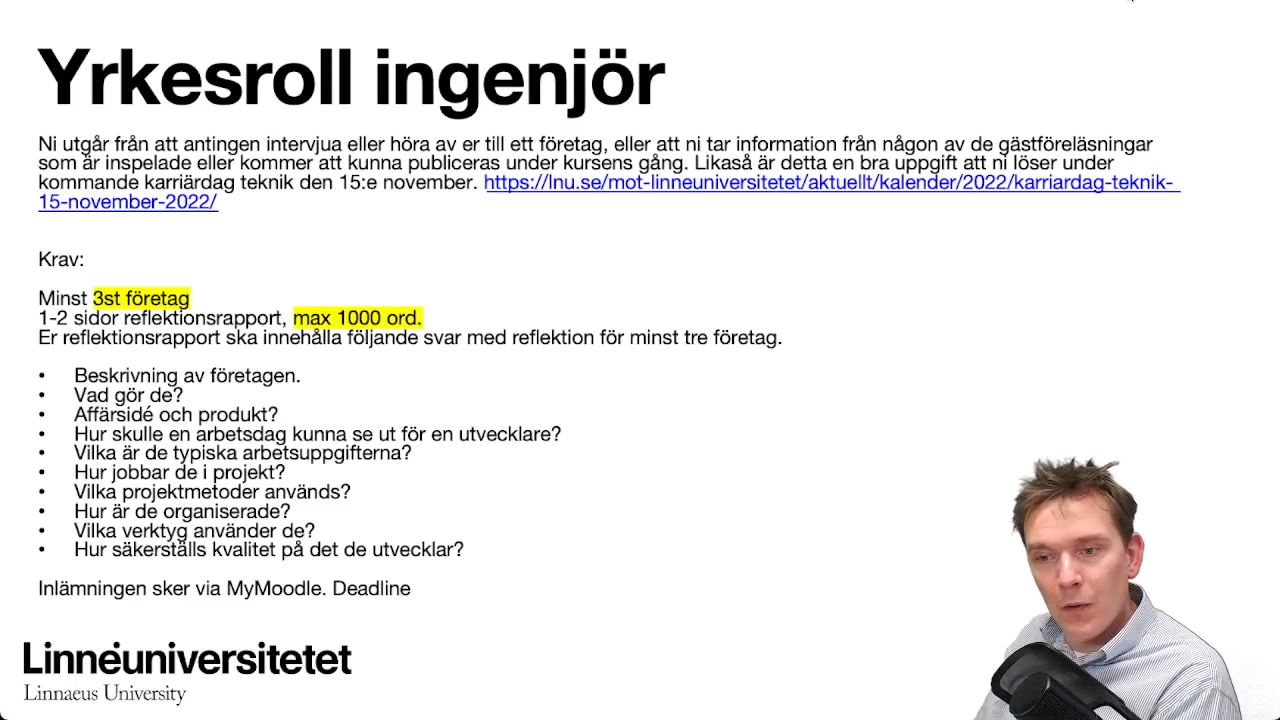 Yrkesroll ingenjör
Ni utgår från att antingen intervjua eller höra av er till ett företag, eller att ni tar information från någon av de gästföreläsningar
som är inspelade eller kommer att kunna publiceras under kursens gång. Likaså är detta en bra uppgift att ni löser under
kommande karriärdag teknik den 15:e november. https://lnu.se/mot-linneuniversitetet/aktuellt/kalender/2022/karriardag-teknik-
15-november-2022/
Krav:
Minst 3st företag
1-2 sidor reflektionsrapport, max 1000 ord.
Er reflektionsrapport ska innehålla följande svar med reflektion för minst tre företag.
• Beskrivning av företagen.
• Vad gör de?
• Affärsidé och produkt?
• Hur skulle en arbetsdag kunna se ut för en utvecklare?
• Vilka är de typiska arbetsuppgifterna?
• Hur jobbar de i projekt?
• Vilka projektmetoder används?
• Hur är de organiserade?
• Vilka verktyg använder de?
• Hur säkerställs kvalitet på det de utvecklar?
Inlämningen sker via MyMoodle. Deadline
Linnéuniversitetet
Linnaeus University